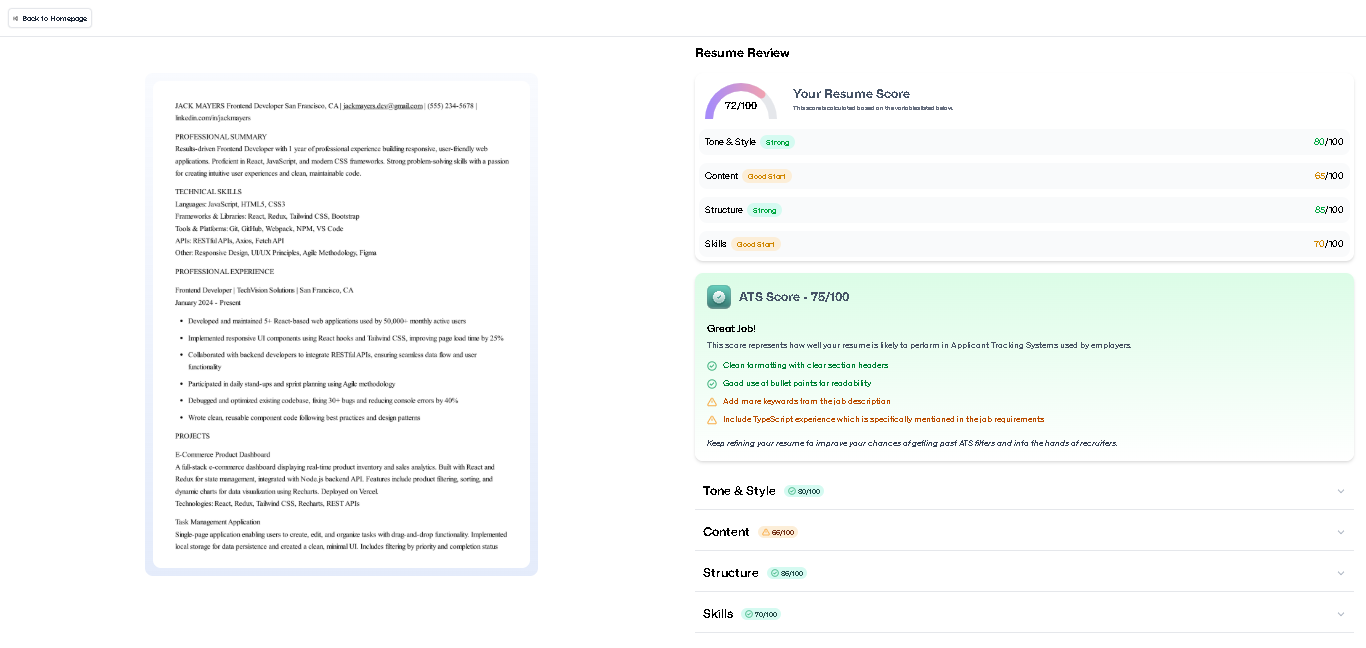 Back to Homepage
JACK MAYERS Frontend Developer San Francisco, CA | jackmayers.dev@gmail.com | (555) 234-5678 |
linkedin.com/in/jackmayers
PROFESSIONAL SUMMARY
Results-driven Frontend Developer with 1 year of professional experience building responsive, user-friendly web
applications. Proficient in React, JavaScript, and modern CSS frameworks. Strong problem-solving skills with a passion
for creating intuitive user experiences and clean, maintainable code.
TECHNICAL SKILLS
Languages: JavaScript, HTML5, CSS3
Frameworks & Libraries: React, Redux, Tailwind CSS, Bootstrap
Tools & Platforms: Git, GitHub, Webpack, NPM, VS Code
APIs: RESTful APIs, Axios, Fetch API
Other: Responsive Design, UI/UX Principles, Agile Methodology, Figma
PROFESSIONAL EXPERIENCE
Frontend Developer | TechVision Solutions | San Francisco, CA
January 2024 - Present
• Developed and maintained 5+ React-based web applications used by 50,000+ monthly active users
• Implemented responsive UI components using React hooks and Tailwind CSS, improving page load time by 25%
• Collaborated with backend developers to integrate RESTful APIs, ensuring seamless data flow and user
functionality
• Participated in daily stand-ups and sprint planning using Agile methodology
• Debugged and optimized existing codebase, fixing 30+ bugs and reducing console errors by 40%
• Wrote clean, reusable component code following best practices and design patterns
PROJECTS
E-Commerce Product Dashboard
A full-stack e-commerce dashboard displaying real-time product inventory and sales analytics. Built with React and
Redux for state management, integrated with Node.js backend API. Features include product filtering, sorting, and
dynamic charts for data visualization using Recharts. Deployed on Vercel.
Technologies: React, Redux, Tailwind CSS, Recharts, REST APIs
Task Management Application
Single-page application enabling users to create, edit, and organize tasks with drag-and-drop functionality. Implemented
local storage for data persistence and created a clean, minimal UI. Includes filtering by priority and completion status
Resume Review
72/100
Your Resume Score
This score is calculated based on the variables listed below.
Tone & Style Strong 80/100
Content Good Start 65/100
Structure Strong 85/100
Skills Good Start 70/100
ATS Score - 75/100
Great Job!
This score represents how well your resume is likely to perform in Applicant Tracking Systems used by employers.
Clean formatting with clear section headers
Good use of bullet points for readability
Add more keywords from the job description
Include TypeScript experience which is specifically mentioned in the job requirements
Keep refining your resume to improve your chances of getting past ATS filters and into the hands of recruiters.
Tone & Style 80/100
Content 65/100
Structure 85/100
Skills 70/100